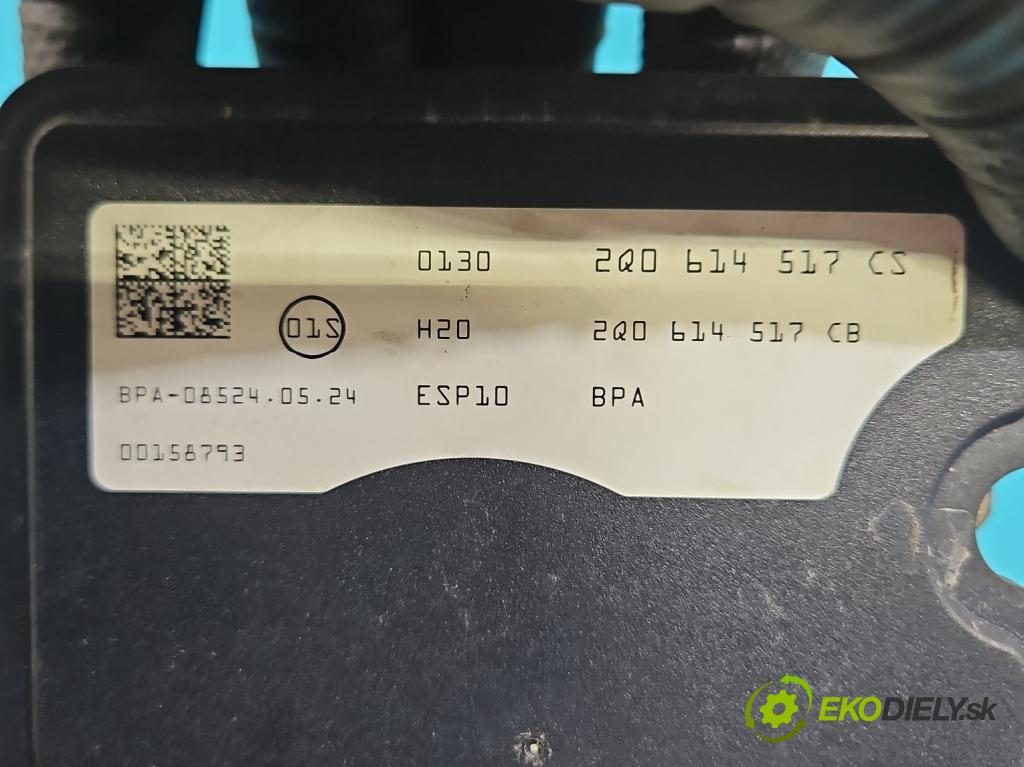 0130 2Q0 614 517 CS
01S H20 2Q0 614 517 CB
BPA-08524.05.24 ESP10 BPA
00158793
EKODIELY.sk